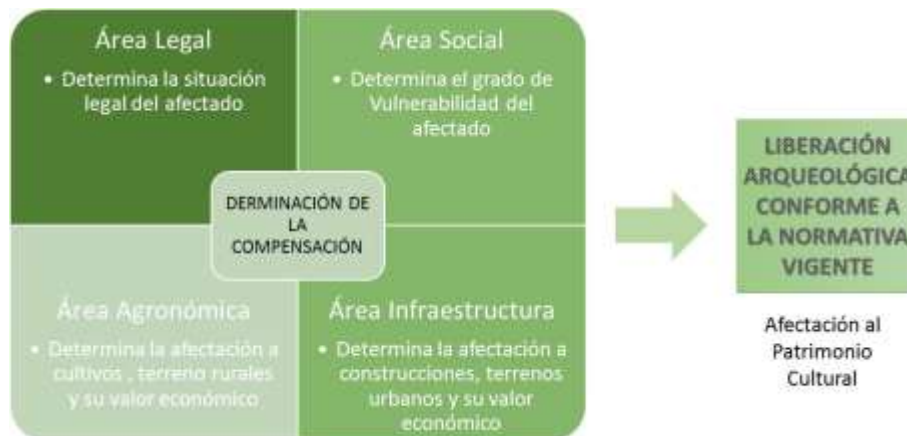 Área Legal
• Determina la situación
legal del afectado
Área Social
• Determina el grado de
Vulnerabilidad del
afectado
DERMINACIÓN DE
LA
COMPENSACIÓN
Área Agronómica
• Determina la afectación a
cultivos , terreno rurales
y su valor económico
Área Infraestructura
• Determina la afectación a
construcciones, terrenos
urbanos y su valor
económico
LIBERACIÓN
ARQUEOLÓGICA
CONFORME A
LA NORMATIVA
VIGENTE
Afectación al
Patrimonio
Cultural